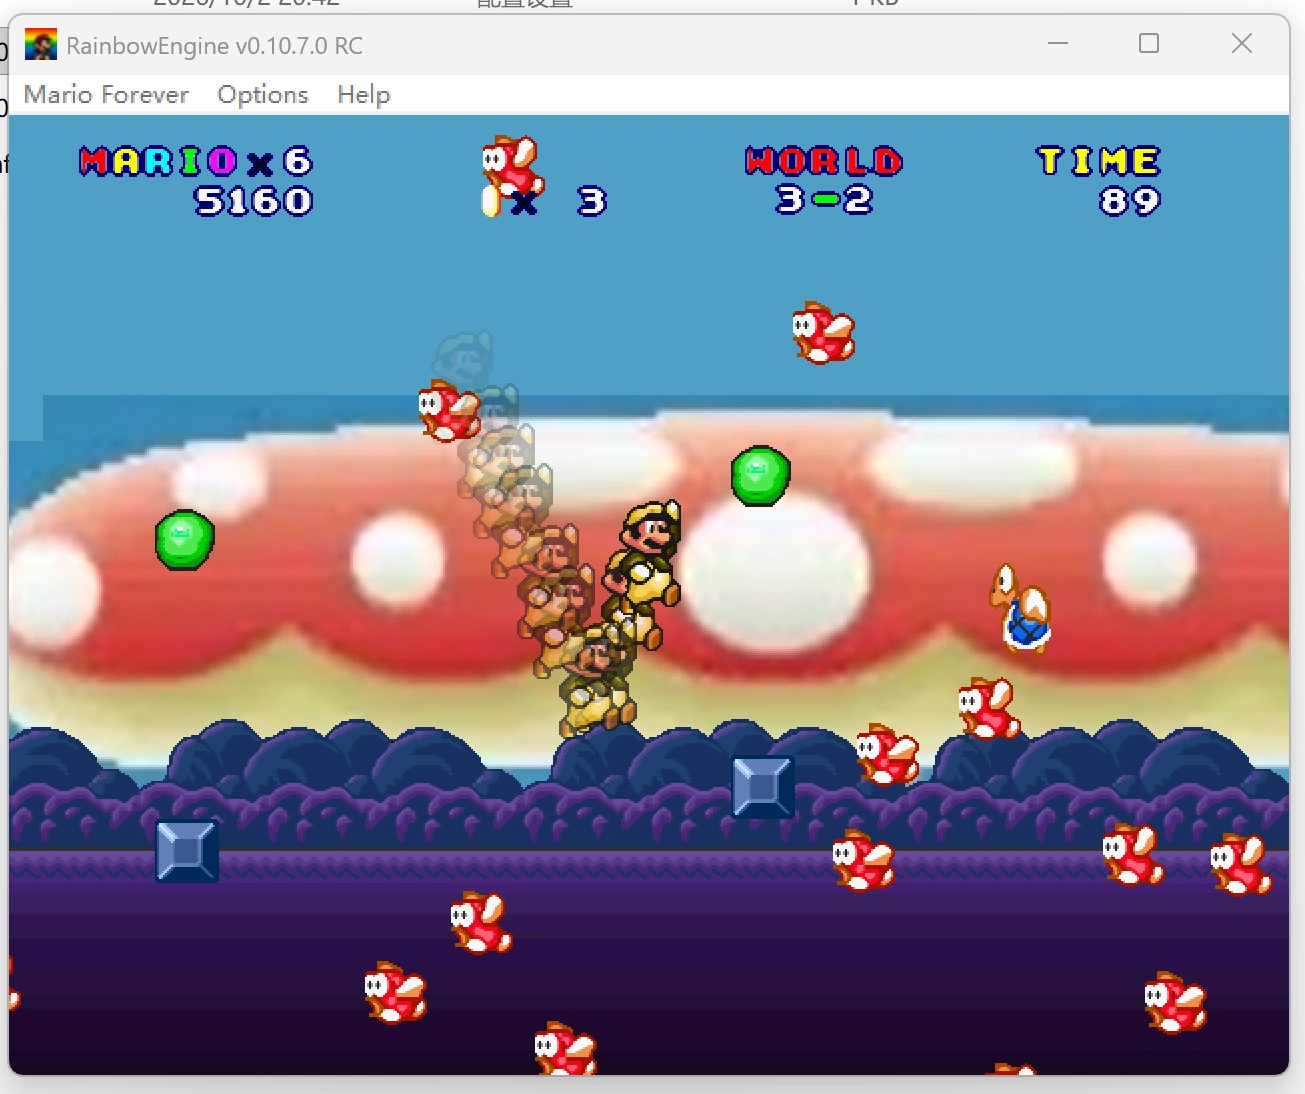 RainbowEngine v0.10.7.0 RC
Mario Forever Options Help
MARIO x 6 WORLD TIME
5160 x 3 3-2 89